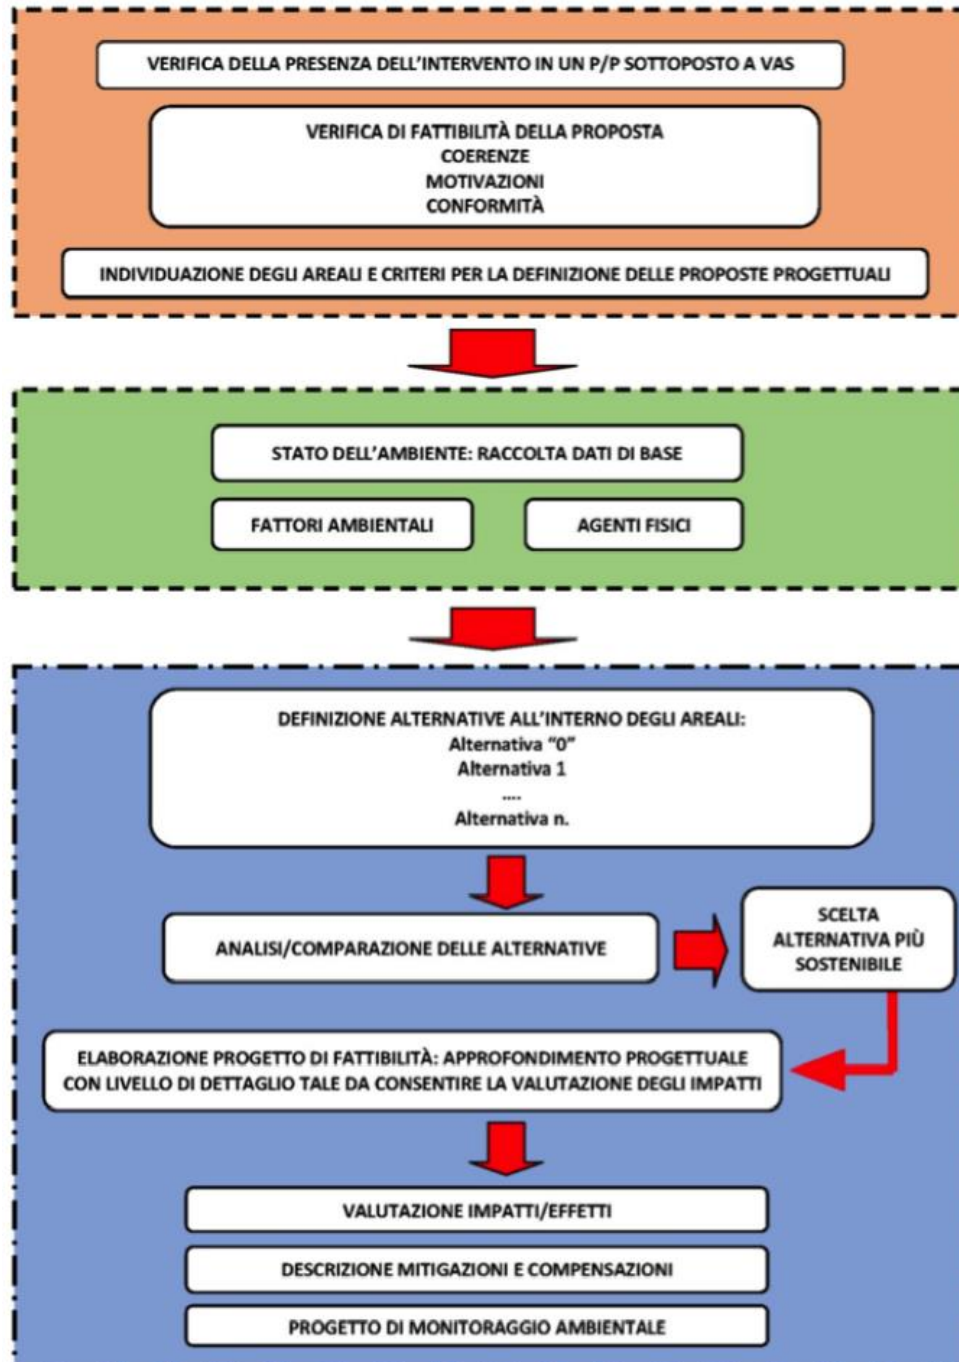 VERIFICA DELLA PRESENZA DELL'INTERVENTO IN UN P/P SOTTOPOSTO A VAS
VERIFICA DI FATTIBILITÀ DELLA PROPOSTA
COERENZE
MOTIVAZIONI
CONFORMITÀ
INDIVIDUAZIONE DEGLI AREALI E CRITERI PER LA DEFINIZIONE DELLE PROPOSTE PROGETTUALI
STATO DELL'AMBIENTE: RACCOLTA DATI DI BASE
FATTORI AMBIENTALI
AGENTI FISICI
DEFINIZIONE ALTERNATIVE ALL'INTERNO DEGLI AREALI:
Alternativa "0"
Alternativa 1
....
Alternativa n.
ANALISI/COMPARAZIONE DELLE ALTERNATIVE
SCELTA
ALTERNATIVA PIÙ
SOSTENIBILE
ELABORAZIONE PROGETTO DI FATTIBILITÀ: APPROFONDIMENTO PROGETTUALE
CON LIVELLO DI DETTAGLIO TALE DA CONSENTIRE LA VALUTAZIONE DEGLI IMPATTI
VALUTAZIONE IMPATTI/EFFETTI
DESCRIZIONE MITIGAZIONI E COMPENSAZIONI
PROGETTO DI MONITORAGGIO AMBIENTALE